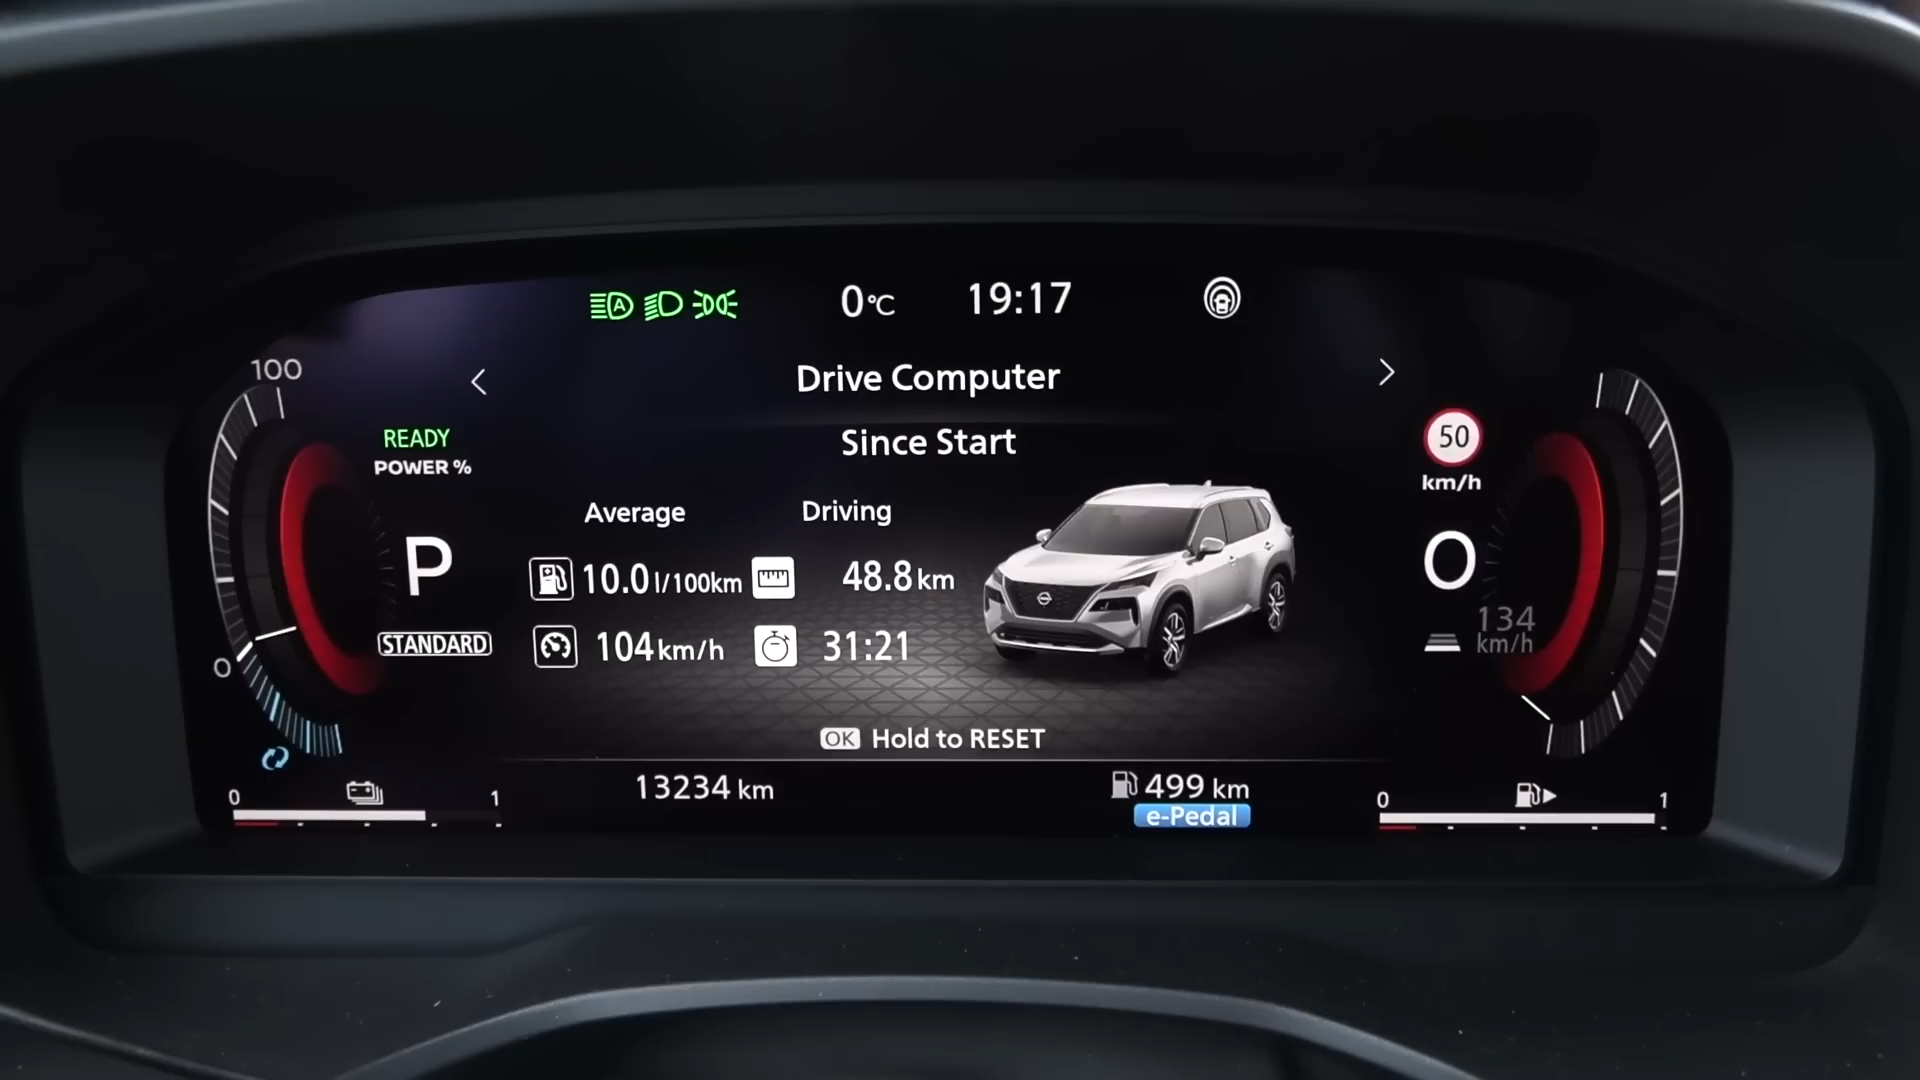 0°C 19:17
100
Drive Computer
READY
POWER %
Since Start
50
km/h
Average Driving
P
10.0 l/100km 48.8 km
0
STANDARD
104 km/h 31:21
134
km/h
0
OK Hold to RESET
13234 km 499 km
e-Pedal
0 1
0 1